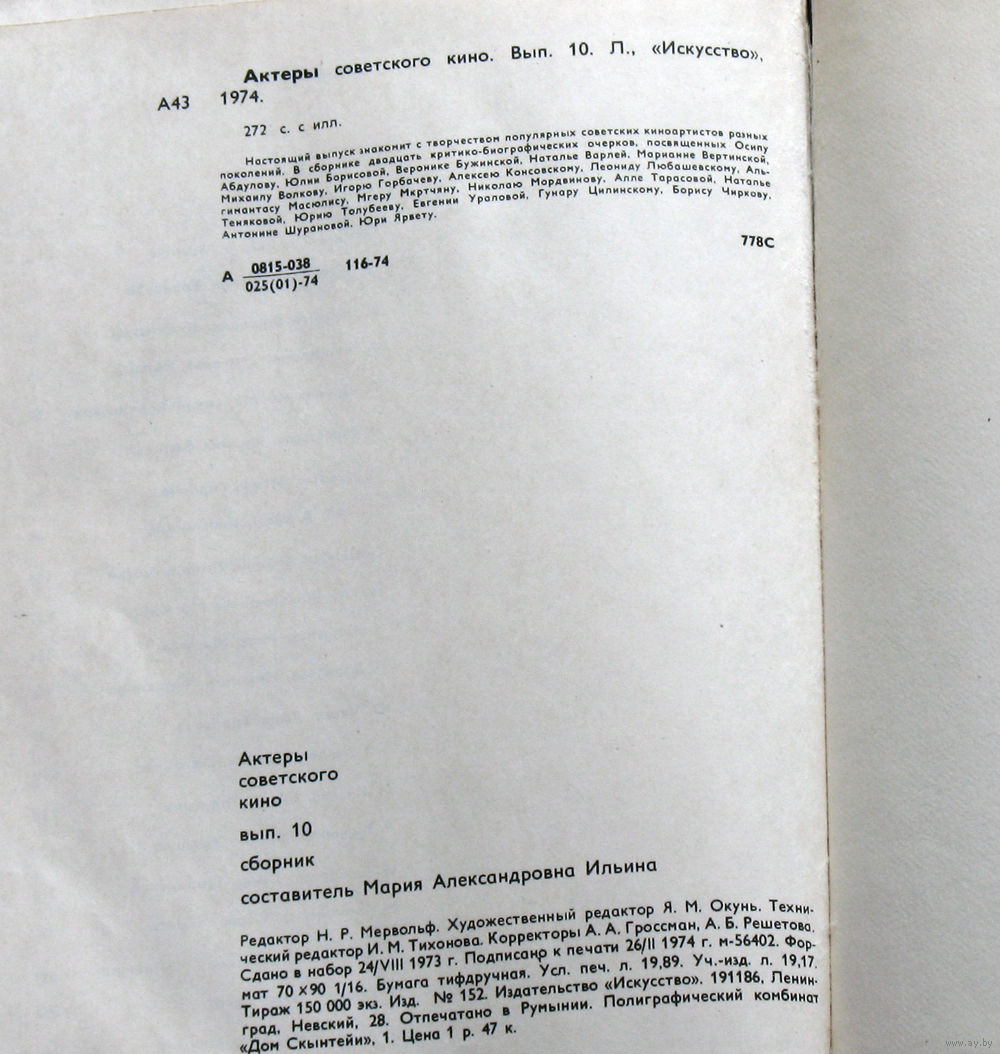 Актеры советского кино. Вып. 10. Л., «Искусство»,
А43 1974.
272 с. с илл.
Настоящий выпуск знакомит с творчеством популярных советских киноартистов разных
поколений. В сборнике двадцать критико-биографических очерков, посвященных Осипу
Абдулову, Юлии Борисовой, Веронике Бужинской, Наталье Варлей, Марианне Вертинской,
Михаилу Волкову, Игорю Горбачеву, Алексею Консовскому, Леониду Любашевскому, Аль-
гимантасу Масюлису, Мгеру Мкртчяну, Николаю Мордвинову, Алле Тарасовой, Наталье
Теняковой, Юрию Толубееву, Евгении Ураловой, Гунару Цилинскому, Борису Чиркову,
Антонине Шурановой, Юри Ярвету.
778С
А 0815-038 116-74
025(01)-74
Актеры
советского
кино
вып. 10
сборник
составитель Мария Александровна Ильина
Редактор Н. Р. Мервольф. Художественный редактор Я. М. Окунь. Техни-
ческий редактор И. М. Тихонова. Корректоры А. А. Гроссман, А. Б. Решетова.
Сдано в набор 24/VIII 1973 г. Подписано к печати 26/II 1974 г. м-56402. Фор-
мат 70×90 1/16. Бумага тифдручная. Усл. печ. л. 19,89. Уч.-изд. л. 19,17.
Тираж 150 000 экз. Изд. № 152. Издательство «Искусство». 191186, Ленин-
град, Невский, 28. Отпечатано в Румынии. Полиграфический комбинат
«Дом Скынтейи», 1. Цена 1 р. 47 к.
www.ay.by